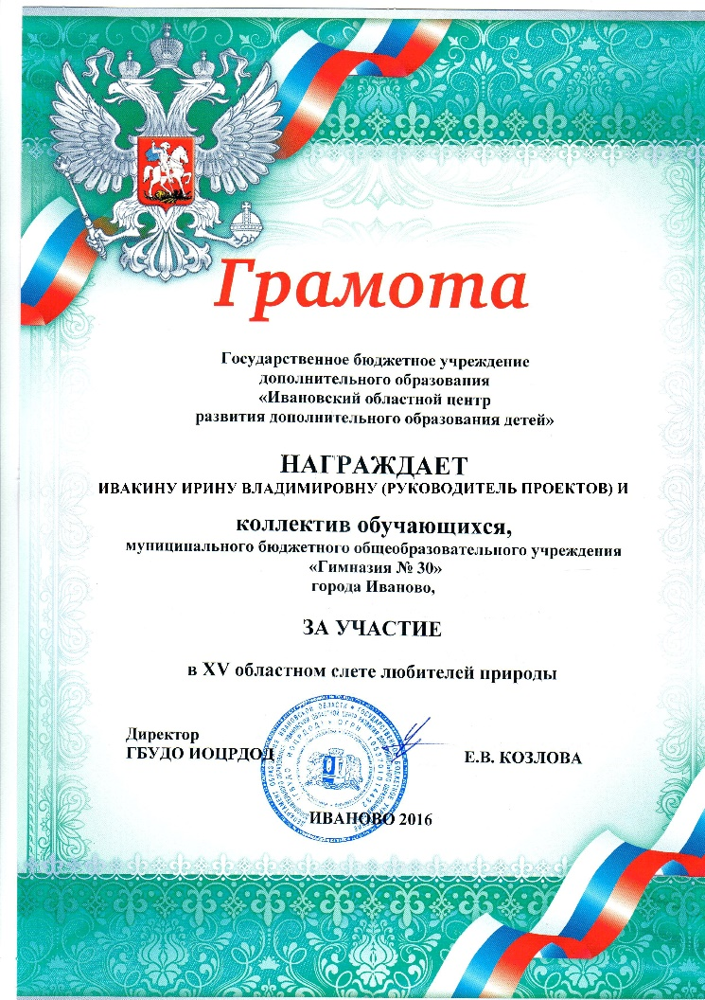 Грамота
Государственное бюджетное учреждение
дополнительного образования
«Ивановский областной центр
развития дополнительного образования детей»
НАГРАЖДАЕТ
ИВАКИНУ ИРИНУ ВЛАДИМИРОВНУ (РУКОВОДИТЕЛЬ ПРОЕКТОВ) И
коллектив обучающихся,
муниципального бюджетного общеобразовательного учреждения
«Гимназия № 30»
города Иваново,
ЗА УЧАСТИЕ
в XV областном слете любителей природы
Директор
ГБУДО ИОЦРДОД
Е.В. КОЗЛОВА
ИВАНОВО 2016